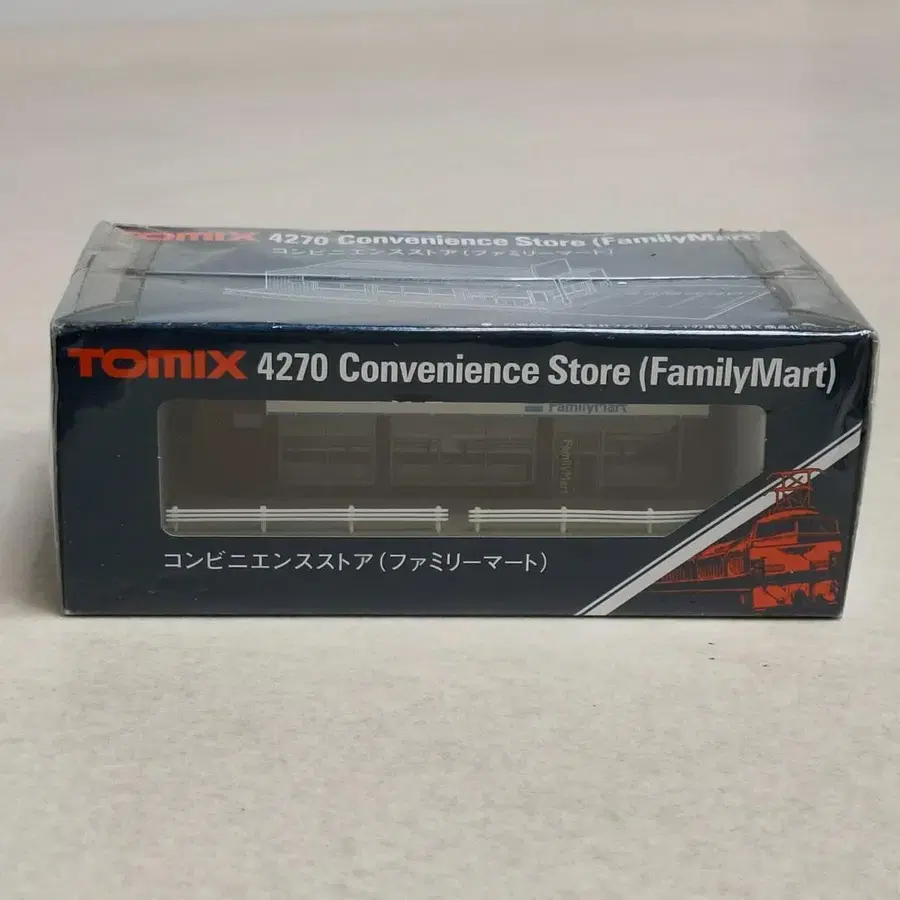 TOMIX 4270 Convenience Store (FamilyMart)
コンビニエンスストア(ファミリーマート)
TOMIX 4270 Convenience Store (FamilyMart)
FamilyMart
FamilyMart
コンビニエンスストア(ファミリーマート)